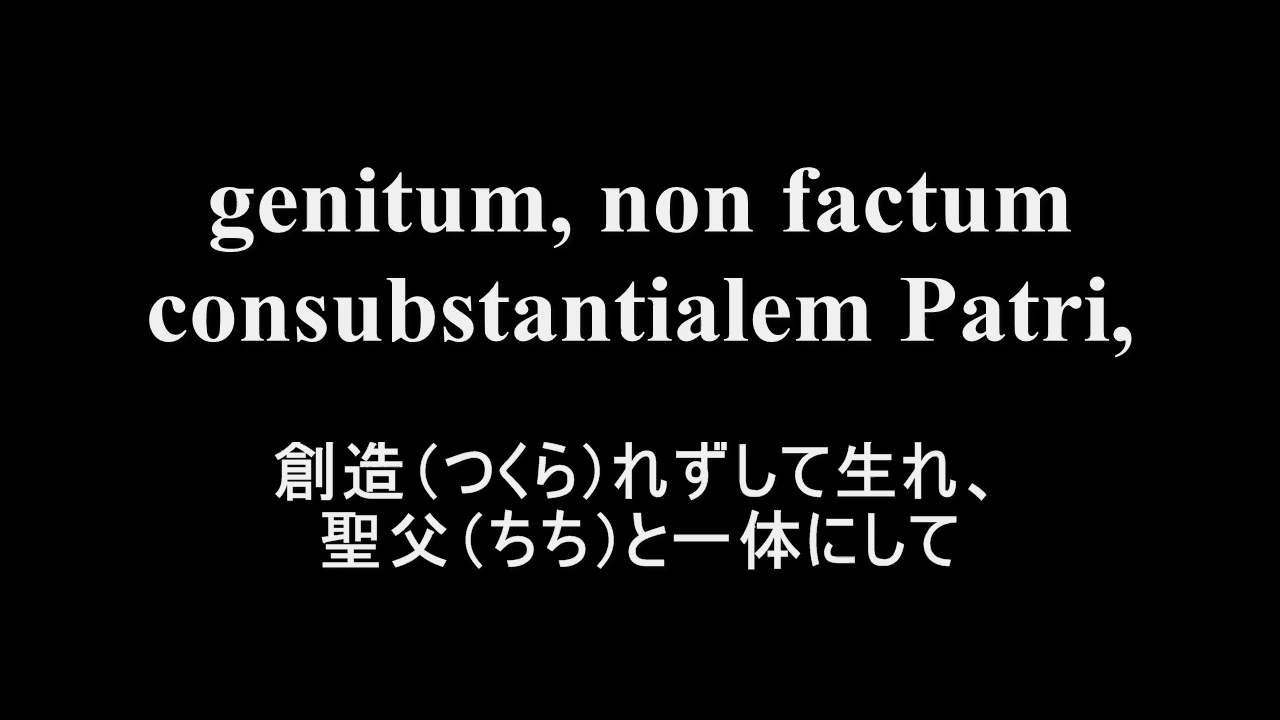 genitum, non factum
consubstantialem Patri,
創造（つくら）れずして生れ、
聖父（ちち）と一体にして